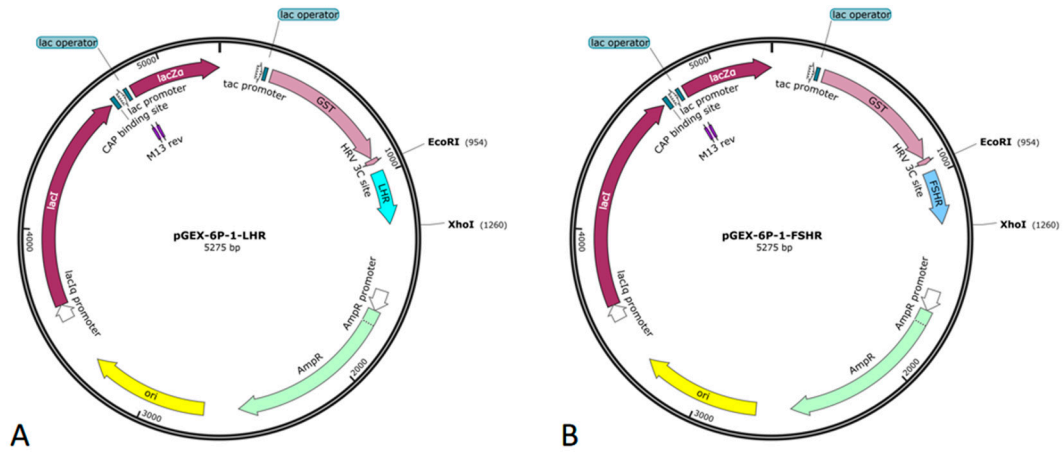 lac operator
lac operator
5000
lacZα
tac promoter
GST
lac promoter
CAP binding site
M13 rev
HRV 3C site
1000
EcoRI (954)
LHR
XhoI (1260)
lacI
4000
pGEX-6P-1-LHR
5275 bp
lacIq promoter
AmpR promoter
AmpR
2000
ori
3000
A
lac operator
lac operator
5000
lacZα
tac promoter
GST
lac promoter
CAP binding site
M13 rev
HRV 3C site
1000
EcoRI (954)
FSHR
XhoI (1260)
lacI
4000
pGEX-6P-1-FSHR
5275 bp
lacIq promoter
AmpR promoter
AmpR
2000
ori
3000
B